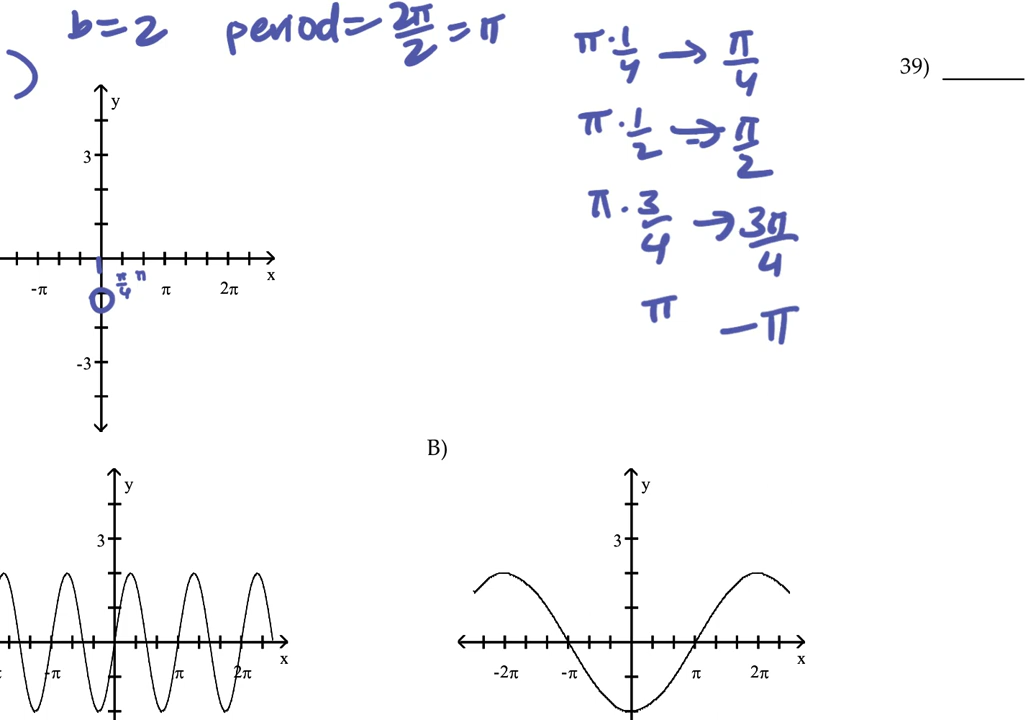 b=2 period=2π/2=π
π·1/4→π/4
39)
)
y
π·1/2⇒π/2
3
π·3/4→3π/4
x
-π π/4 π π 2π
π -π
-3
B)
y y
3 3
x x
-π π 2π -2π -π π 2π